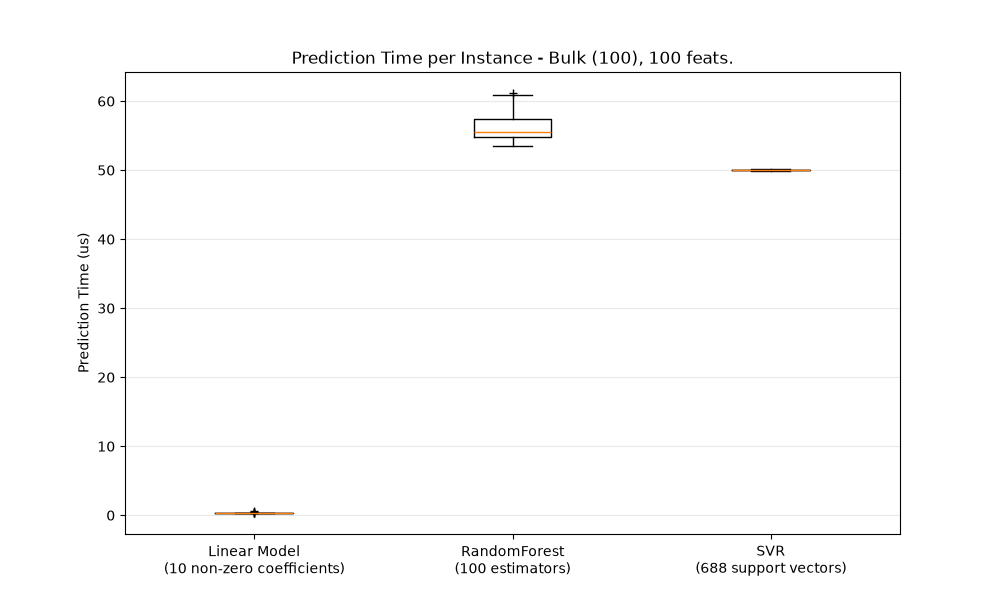 Prediction Time per Instance - Bulk (100), 100 feats.
Prediction Time (us)
60
50
40
30
20
10
0
Linear Model
(10 non-zero coefficients)
RandomForest
(100 estimators)
SVR
(688 support vectors)